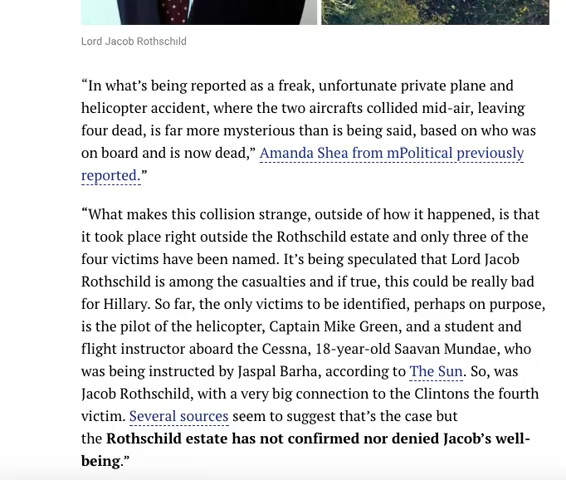 Lord Jacob Rothschild
“In what’s being reported as a freak, unfortunate private plane and
helicopter accident, where the two aircrafts collided mid-air, leaving
four dead, is far more mysterious than is being said, based on who was
on board and is now dead,” Amanda Shea from mPolitical previously
reported.”
“What makes this collision strange, outside of how it happened, is that
it took place right outside the Rothschild estate and only three of the
four victims have been named. It’s being speculated that Lord Jacob
Rothschild is among the casualties and if true, this could be really bad
for Hillary. So far, the only victims to be identified, perhaps on purpose,
is the pilot of the helicopter, Captain Mike Green, and a student and
flight instructor aboard the Cessna, 18-year-old Saavan Mundae, who
was being instructed by Jaspal Barha, according to The Sun. So, was
Jacob Rothschild, with a very big connection to the Clintons the fourth
victim. Several sources seem to suggest that’s the case but
the Rothschild estate has not confirmed nor denied Jacob’s well-
being.”